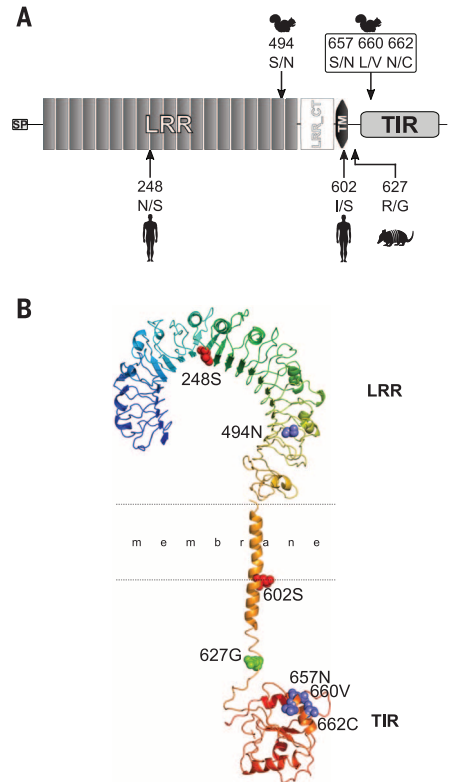 A
494
S/N
657 660 662
S/N L/V N/C
SP
LRR
LRR_CT
TM
TIR
248
N/S
602
I/S
627
R/G
B
248S
LRR
494N
m e m b r a n e
602S
627G
657N
660V
662C
TIR